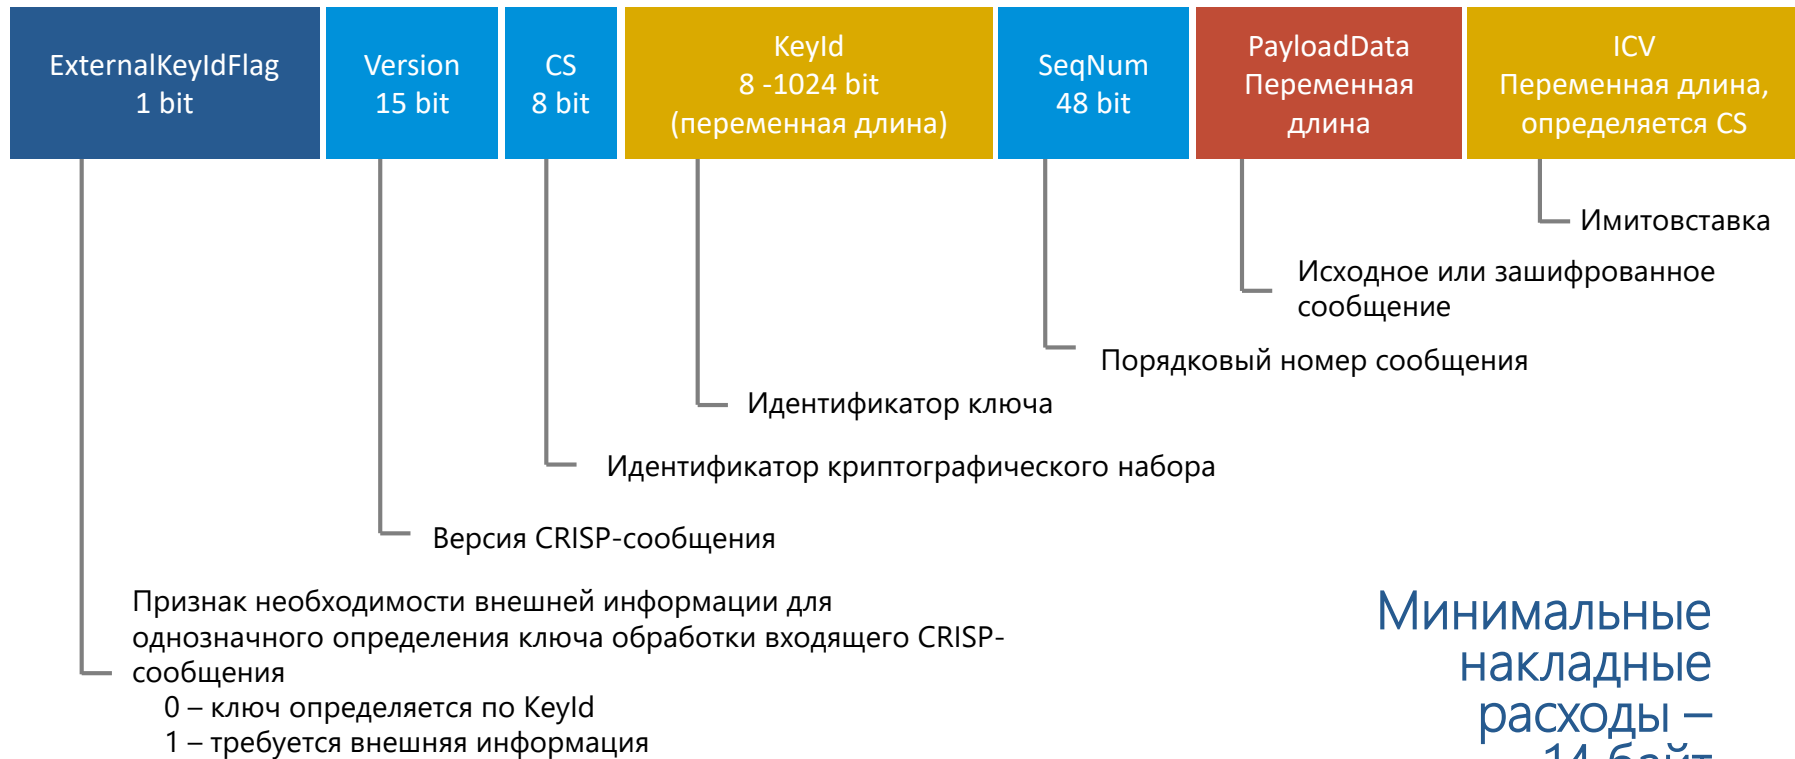 ExternalKeyIdFlag
1 bit
Version
15 bit
CS
8 bit
KeyId
8 -1024 bit
(переменная длина)
SeqNum
48 bit
PayloadData
Переменная
длина
ICV
Переменная длина,
определяется CS
Имитовставка
Исходное или зашифрованное
сообщение
Порядковый номер сообщения
Идентификатор ключа
Идентификатор криптографического набора
Версия CRISP-сообщения
Признак необходимости внешней информации для
однозначного определения ключа обработки входящего CRISP-
сообщения
0 – ключ определяется по KeyId
1 – требуется внешняя информация
Минимальные
накладные
расходы –
14 байт